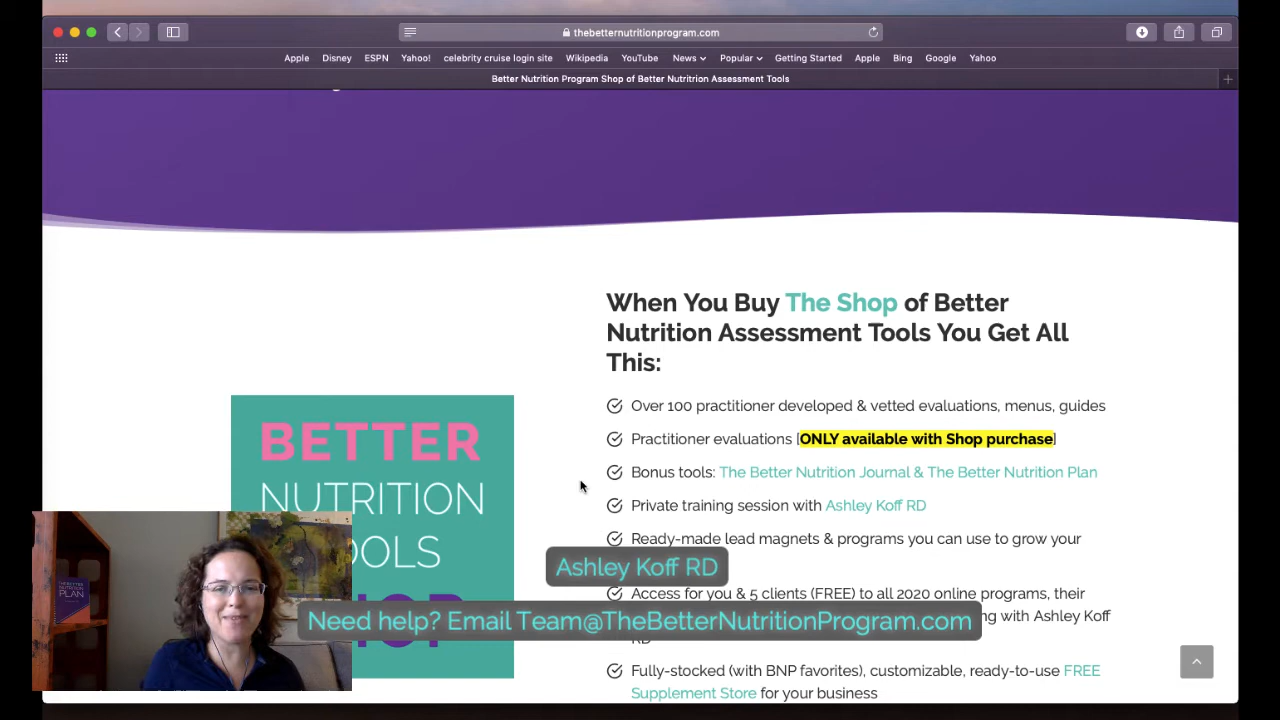 thebetternutritionprogram.com
Apple Disney ESPN Yahoo! celebrity cruise login site Wikipedia YouTube News Popular Getting Started Apple Bing Google Yahoo
Better Nutrition Program Shop of Better Nutritrion Assessment Tools
When You Buy The Shop of Better
Nutrition Assessment Tools You Get All
This:
Over 100 practitioner developed & vetted evaluations, menus, guides
Practitioner evaluations [ONLY available with Shop purchase]
Bonus tools: The Better Nutrition Journal & The Better Nutrition Plan
Private training session with Ashley Koff RD
Ready-made lead magnets & programs you can use to grow your
Access for you & 5 clients (FREE) to all 2020 online programs, their
with Ashley Koff
RD
Fully-stocked (with BNP favorites), customizable, ready-to-use FREE
Supplement Store for your business
BETTER
NUTRITION
OOLS
THE BETTER
NUTRITION
PLAN
Ashley Koff RD
Need help? Email Team@TheBetterNutritionProgram.com